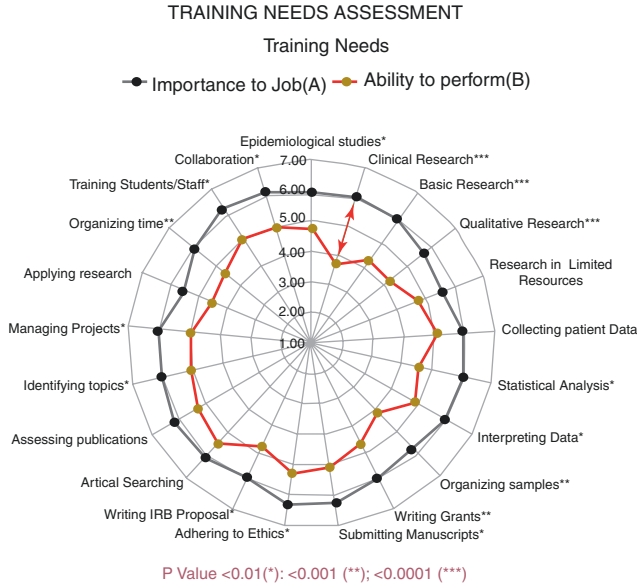 TRAINING NEEDS ASSESSMENT
Training Needs
Importance to Job(A) Ability to perform(B)
Epidemiological studies*
Clinical Research***
Basic Research***
Qualitative Research***
Research in Limited
Resources
Collecting patient Data
Statistical Analysis*
Interpreting Data*
Organizing samples**
Writing Grants**
Submitting Manuscripts*
Adhering to Ethics*
Writing IRB Proposal*
Artical Searching
Assessing publications
Identifying topics*
Managing Projects*
Applying research
Organizing time**
Training Students/Staff*
Collaboration*
7.00
6.00
5.00
4.00
3.00
2.00
1.00
P Value <0.01(*): <0.001 (**); <0.0001 (***)